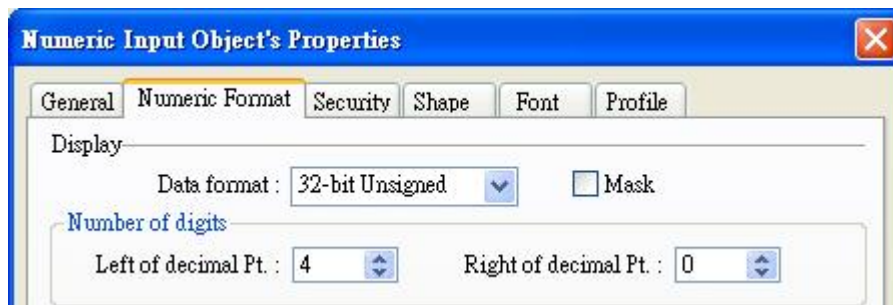 Numeric Input Object's Properties
General Numeric Format Security Shape Font Profile
Display
Data format : 32-bit Unsigned Mask
Number of digits
Left of decimal Pt. : 4 Right of decimal Pt. : 0